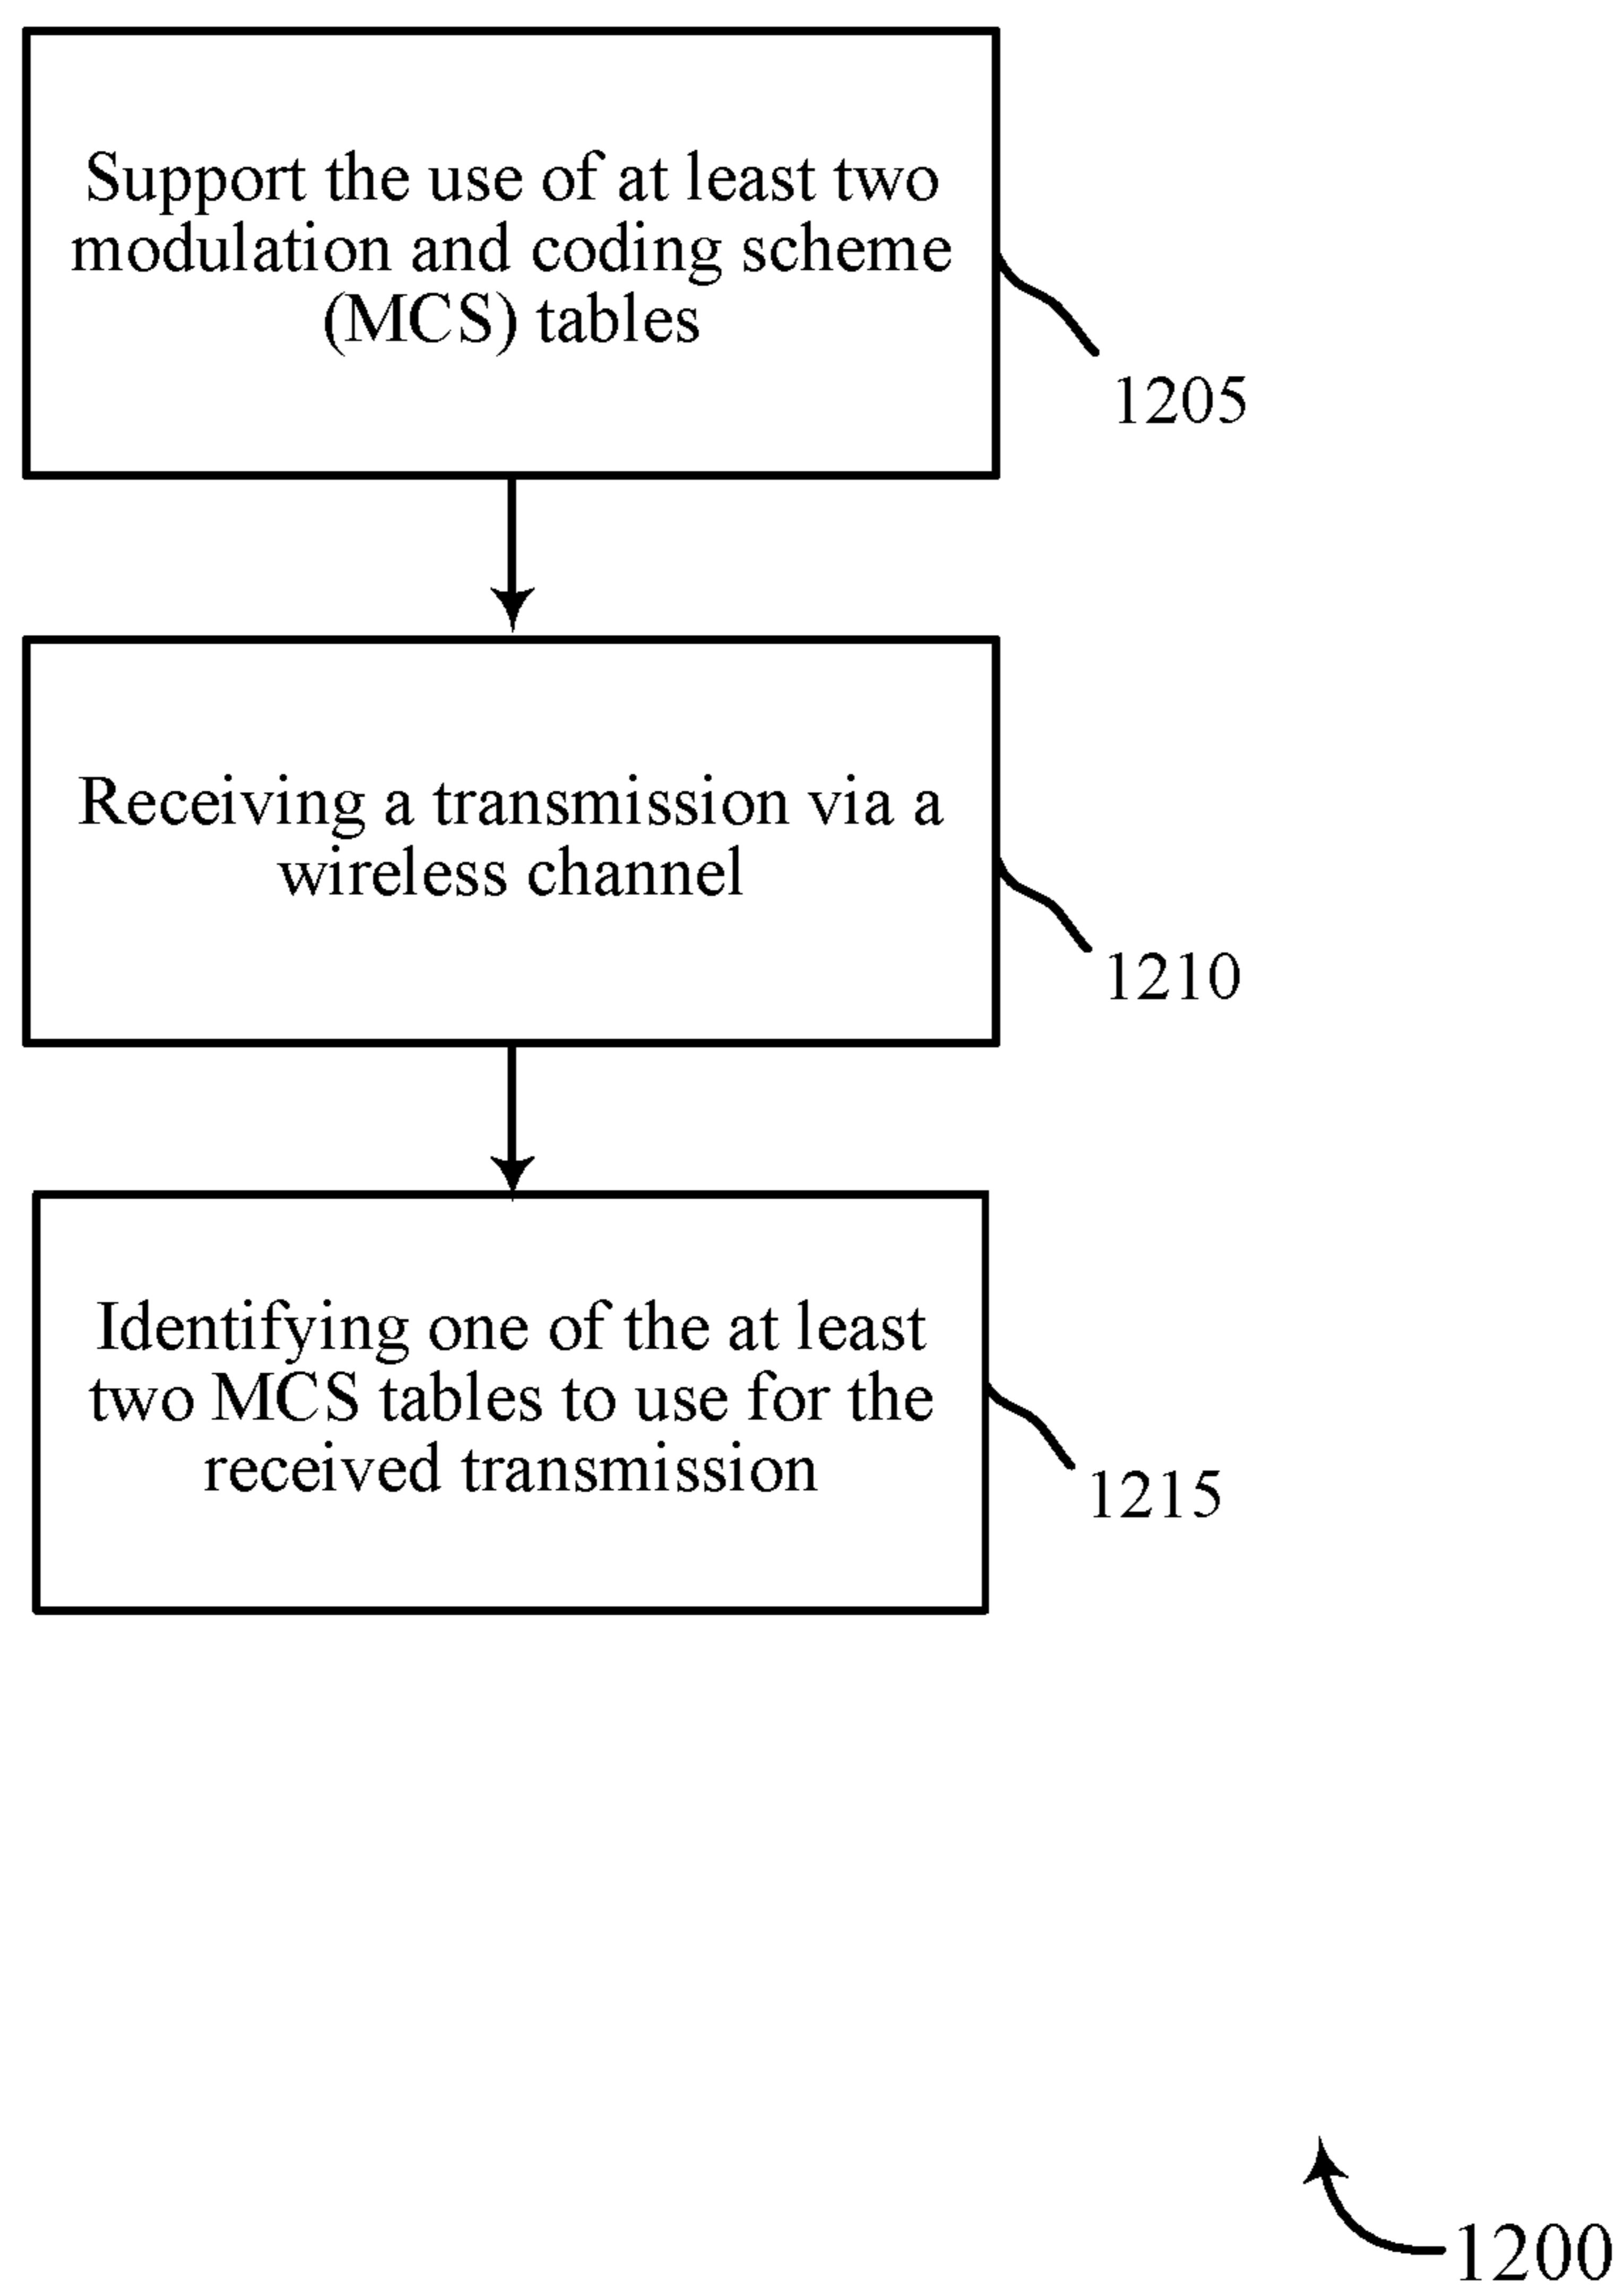 Support the use of at least two
modulation and coding scheme
(MCS) tables
1205
Receiving a transmission via a
wireless channel
1210
Identifying one of the at least
two MCS tables to use for the
received transmission
1215
1200